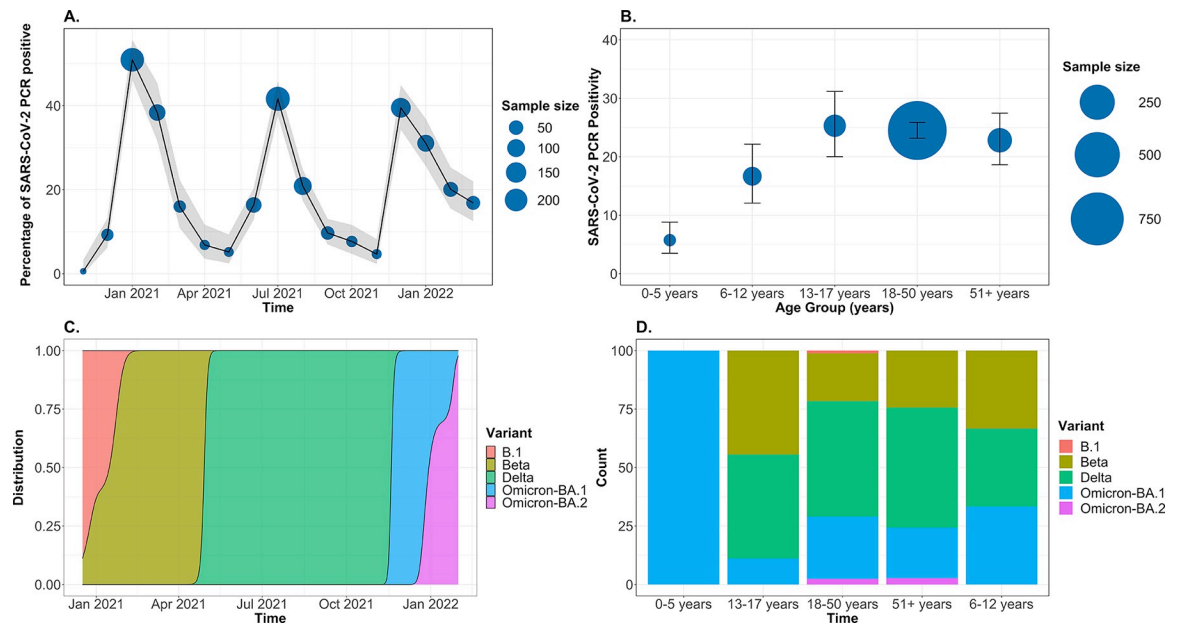 A.
Percentage of SARS-CoV-2 PCR positive
40
20
0
Jan 2021 Apr 2021 Jul 2021 Oct 2021 Jan 2022
Time
Sample size
50
100
150
200
B.
SARS-CoV-2 PCR Positivity
40
30
20
10
0
0-5 years 6-12 years 13-17 years 18-50 years 51+ years
Age Group (years)
Sample size
250
500
750
C.
Distribution
1.00
0.75
0.50
0.25
0.00
Jan 2021 Apr 2021 Jul 2021 Oct 2021 Jan 2022
Time
Variant
B.1
Beta
Delta
Omicron-BA.1
Omicron-BA.2
D.
Count
100
75
50
25
0
0-5 years 13-17 years 18-50 years 51+ years 6-12 years
Time
Variant
B.1
Beta
Delta
Omicron-BA.1
Omicron-BA.2